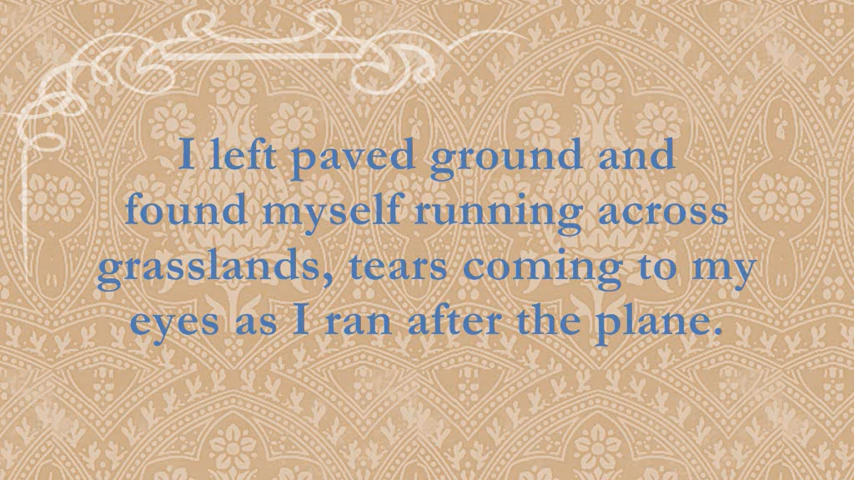 I left paved ground and
found myself running across
grasslands, tears coming to my
eyes as I ran after the plane.